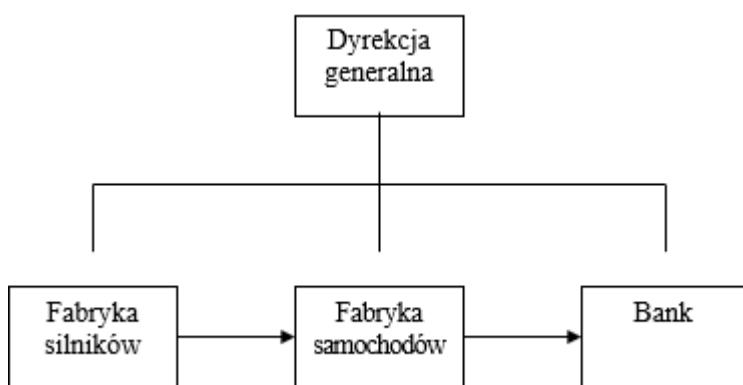 Dyrekcja
generalna
Fabryka
silników
Fabryka
samochodów
Bank